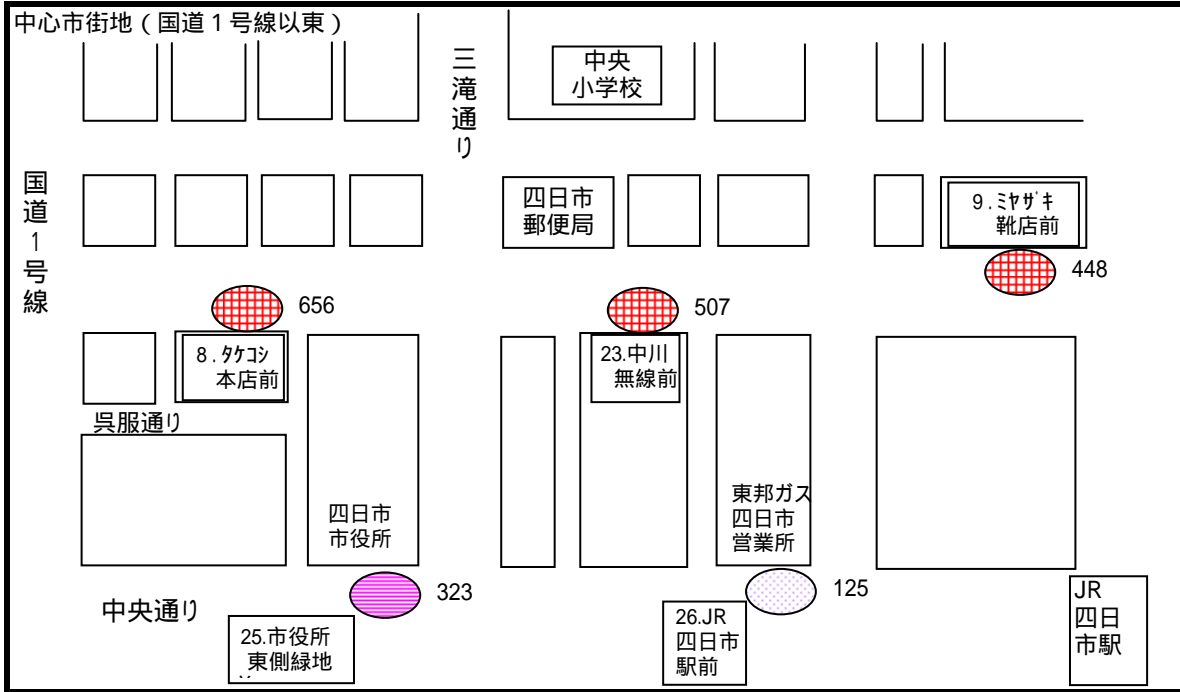 中心市街地（国道１号線以東）
三滝通り
中央
小学校
国道１号線
四日市
郵便局
9.ﾐﾔｻﾞｷ
靴店前
448
656
507
8.ﾀｹｺｼ
本店前
23.中川
無線前
呉服通り
四日市
市役所
東邦ガス
四日市
営業所
323
125
中央通り
25.市役所
東側緑地
26.JR
四日市
駅前
JR
四日
市駅